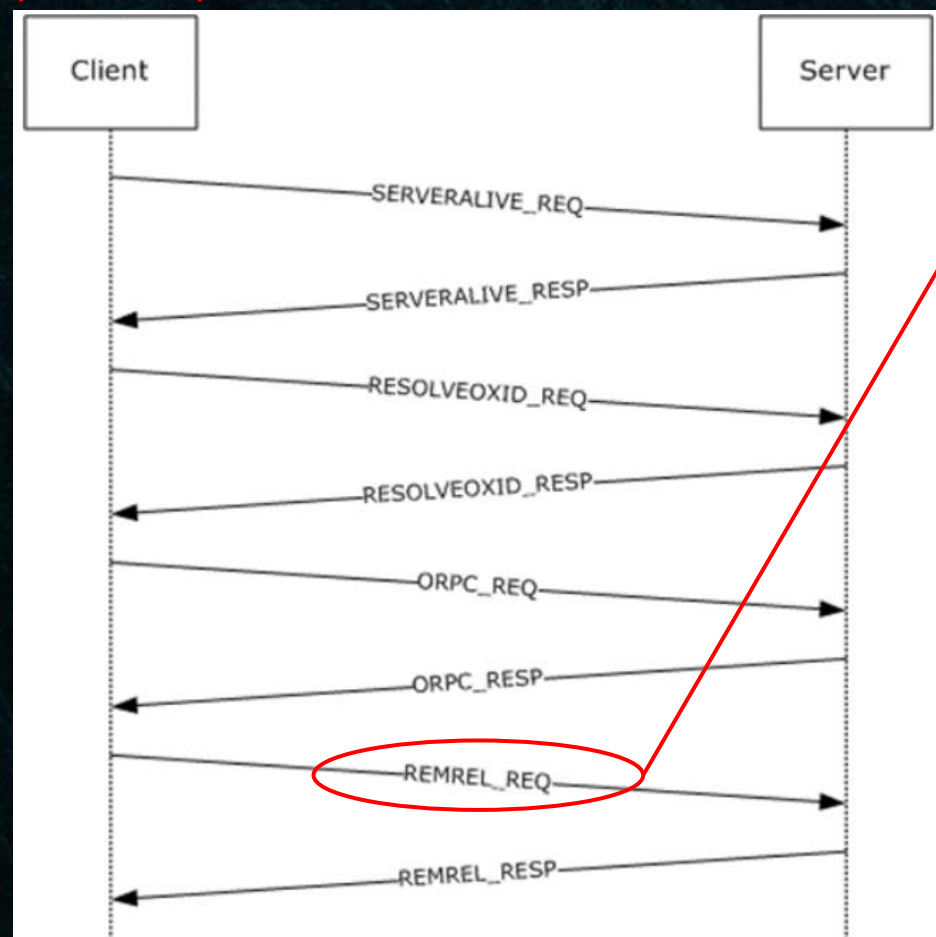 Client
Server
SERVERALIVE_REQ
SERVERALIVE_RESP
RESOLVEOXID_REQ
RESOLVEOXID_RESP
ORPC_REQ
ORPC_RESP
REMREL_REQ
REMREL_RESP